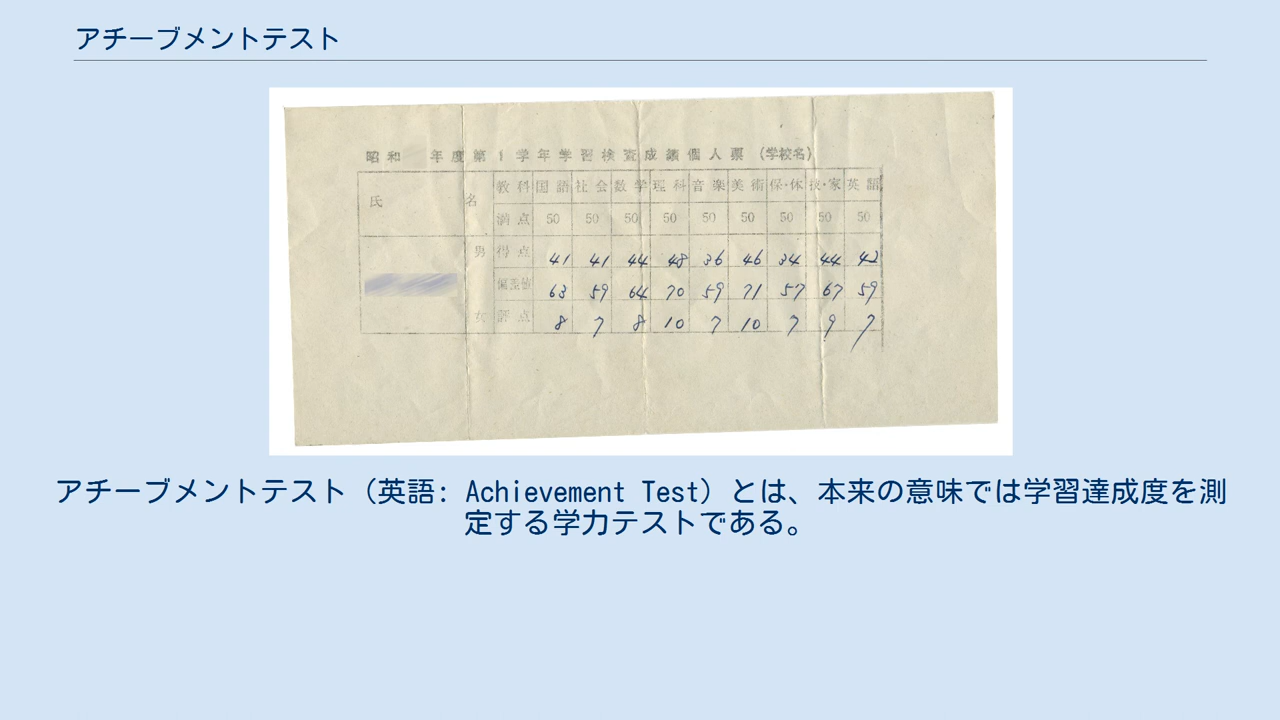 アチーブメントテスト
昭和 年度第1学年学習検査成績個人票（学校名）
氏 名 教科 国語 社会 数学 理科 音楽 美術 保・休 技・家 英語
満点 50 50 50 50 50 50 50 50 50
男 得点 41 41 44 48 36 46 34 44 42
偏差値 63 59 64 70 59 71 57 67 59
女 評点 8 7 8 10 7 10 7 9 7
アチーブメントテスト（英語: Achievement Test）とは、本来の意味では学習達成度を測
定する学力テストである。